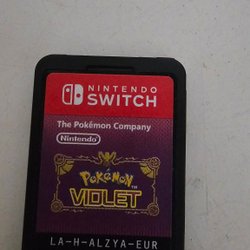 NINTENDO
SWITCH
The Pokémon Company
Nintendo
POKÉMON
VIOLET
LA-H-ALZYA-EUR